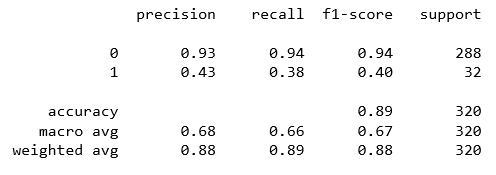 precision recall f1-score support
0 0.93 0.94 0.94 288
1 0.43 0.38 0.40 32
accuracy 0.89 320
macro avg 0.68 0.66 0.67 320
weighted avg 0.88 0.89 0.88 320